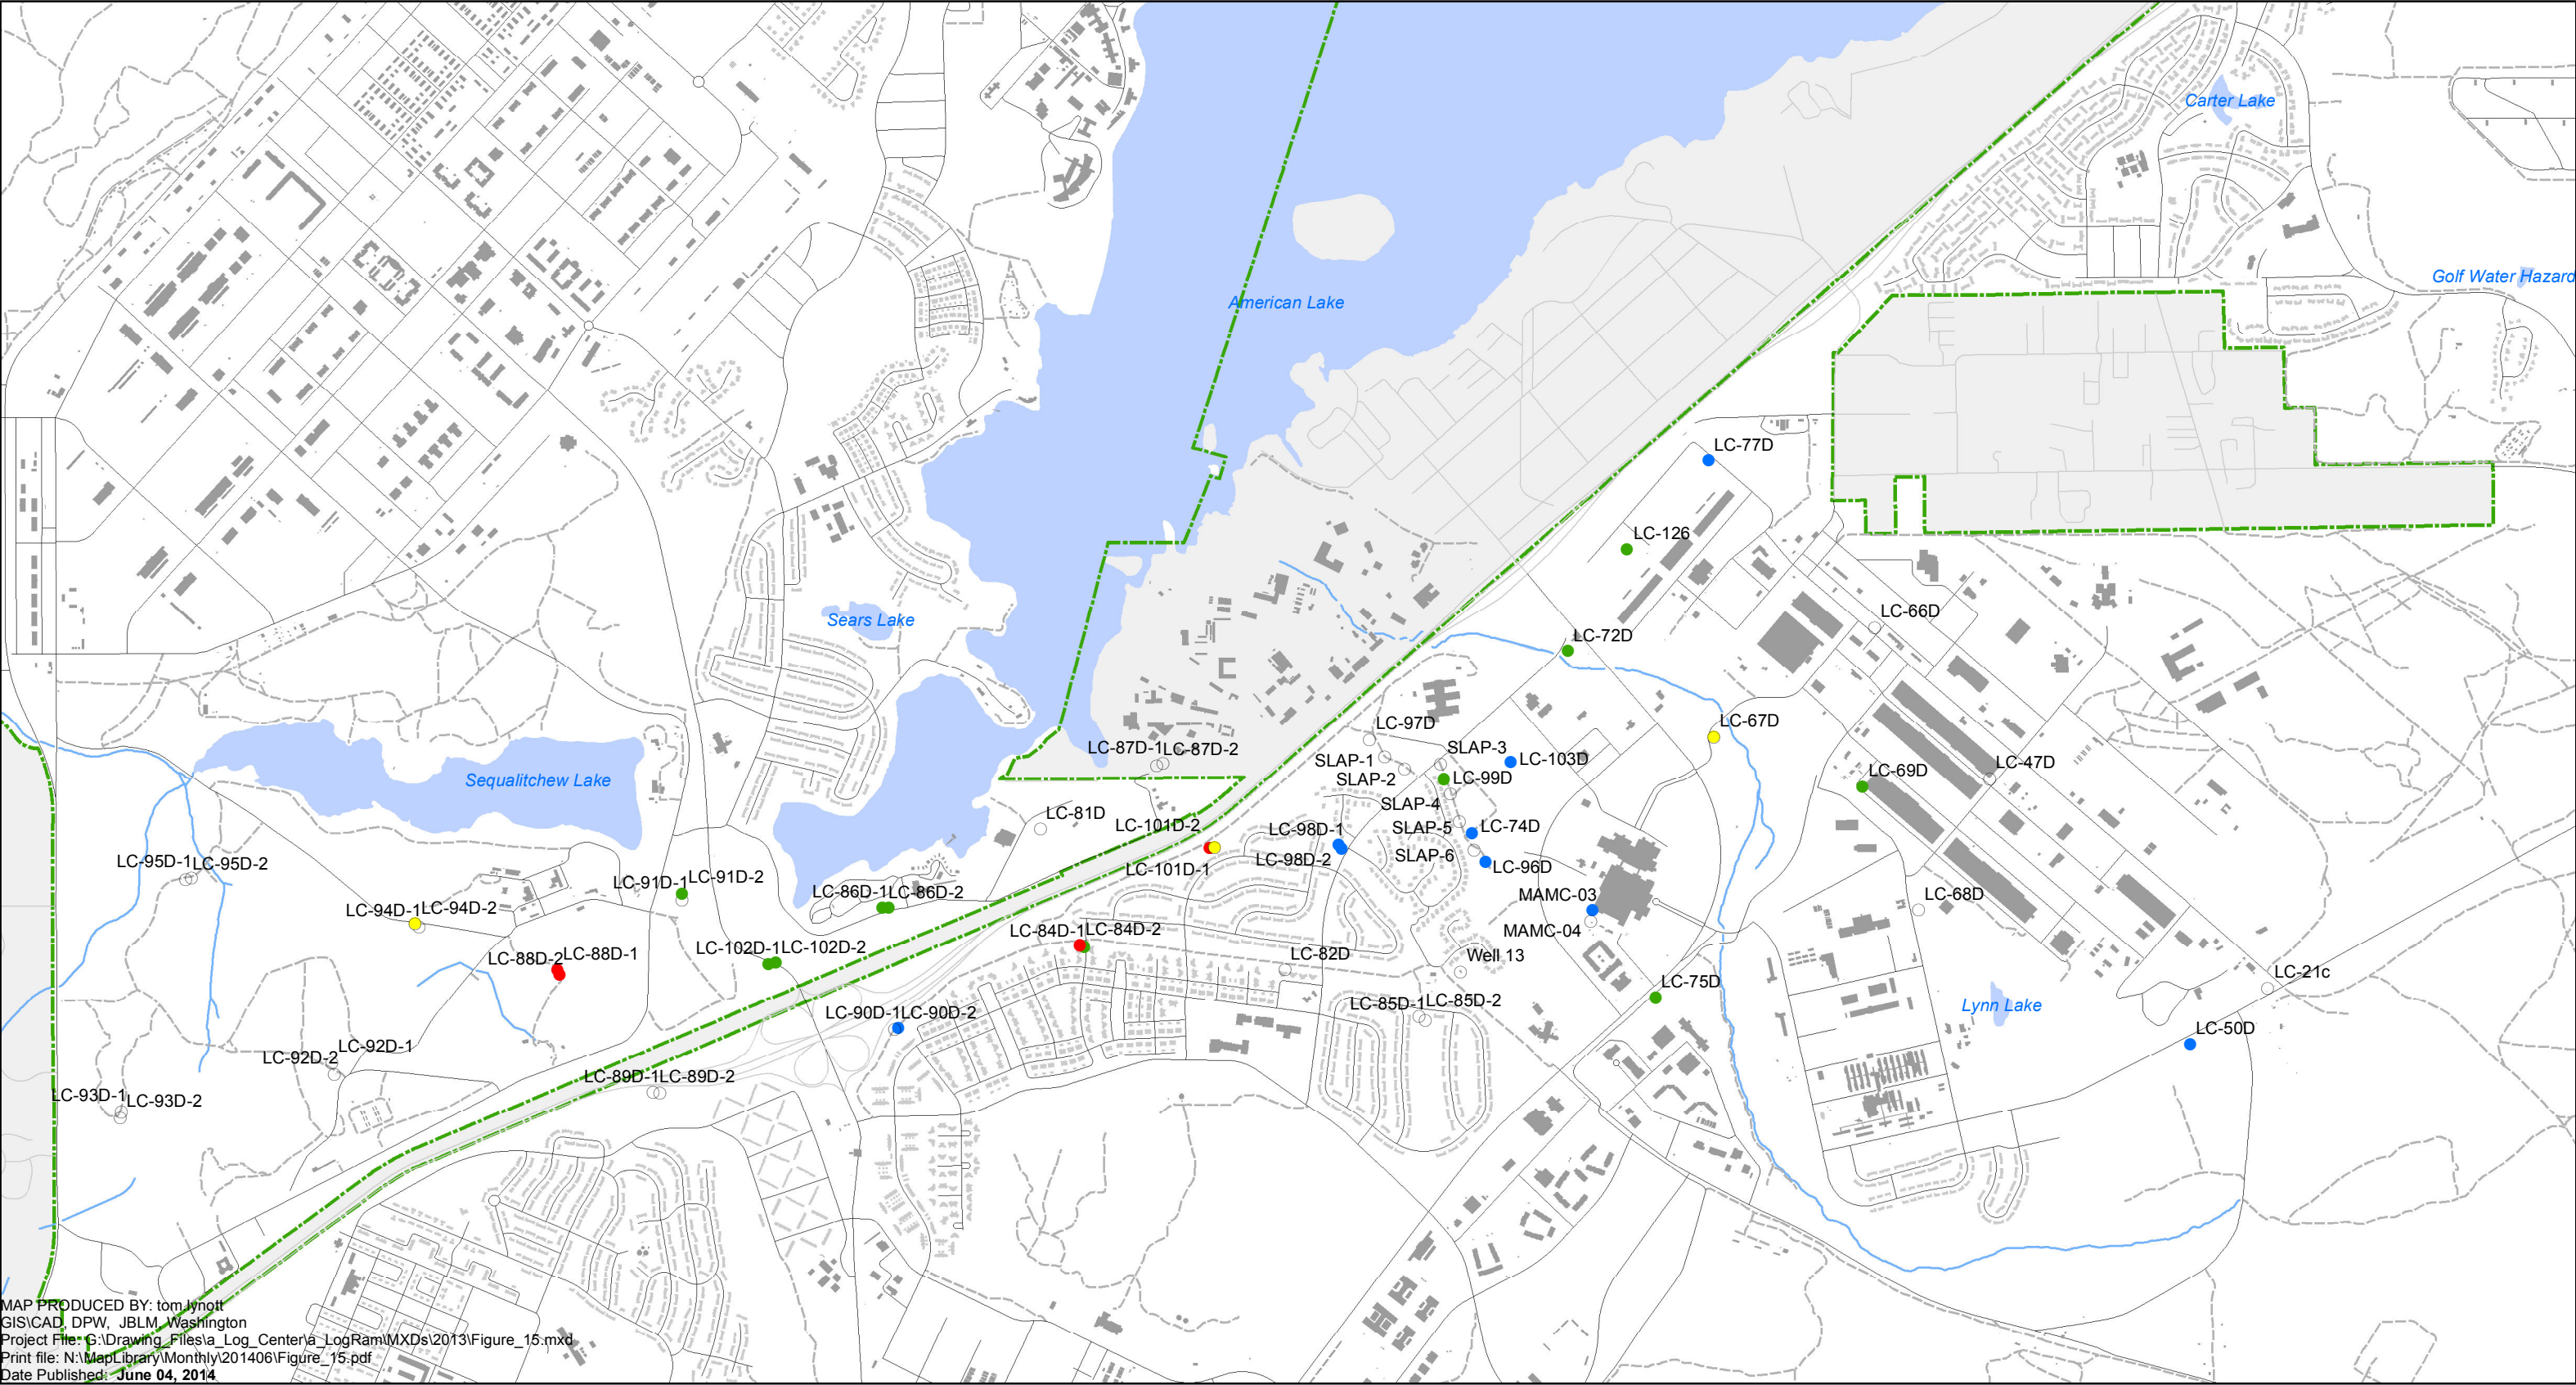 Carter Lake
Golf Water Hazard
American Lake
LC-77D
LC-126
LC-66D
Sears Lake
LC-72D
LC-97D
LC-67D
LC-87D-1
LC-87D-2
SLAP-3
SLAP-1
LC-103D
LC-47D
LC-69D
Sequalitchew Lake
SLAP-2
LC-99D
SLAP-4
LC-81D
LC-101D-2
LC-98D-1
SLAP-5
LC-74D
LC-95D-1
LC-95D-2
LC-98D-2
SLAP-6
LC-101D-1
LC-96D
LC-91D-1
LC-91D-2
LC-86D-1
LC-86D-2
MAMC-03
LC-68D
LC-94D-1
LC-94D-2
LC-84D-1
LC-84D-2
MAMC-04
LC-102D-1
LC-102D-2
LC-88D-2
LC-88D-1
LC-82D
Well 13
LC-21c
LC-75D
LC-85D-1
LC-85D-2
Lynn Lake
LC-90D-1
LC-90D-2
LC-50D
LC-92D-2
LC-92D-1
LC-89D-1
LC-89D-2
LC-93D-1
LC-93D-2
MAP PRODUCED BY: tom.lynott
GIS\CAD, DPW, JBLM, Washington
Project File: G:\Drawing_Files\a_Log_Center\a_LogRam\MXDs\2013\Figure_15.mxd
Print file: N:\MapLibrary\Monthly\201406\Figure_15.pdf
Date Published: June 04, 2014